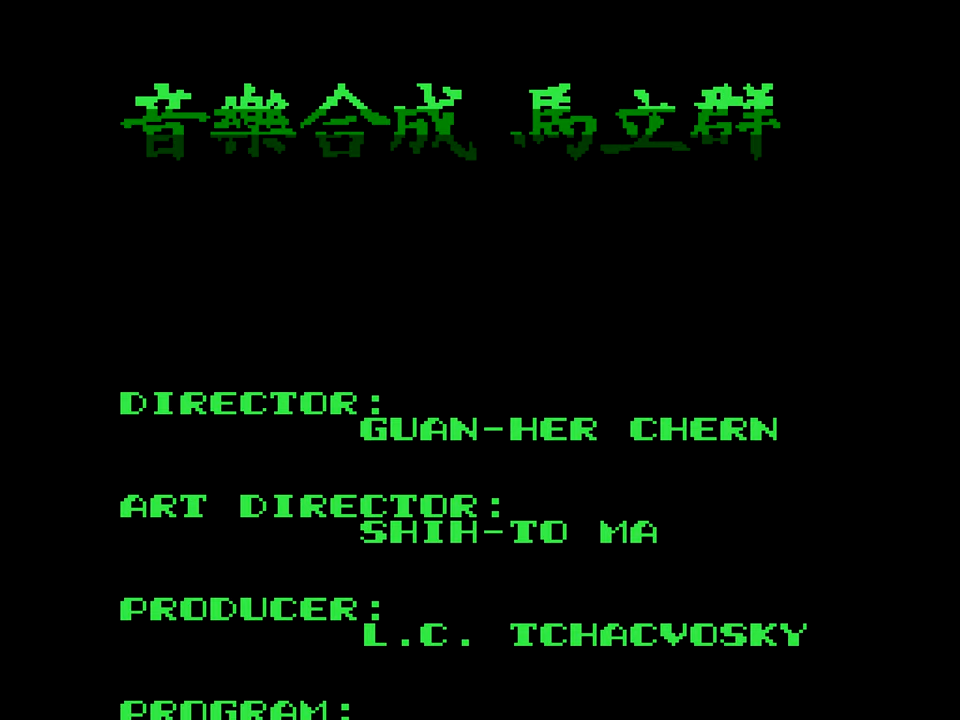 音樂合成 馬立群
DIRECTOR:
GUAN-HER CHERN
ART DIRECTOR:
SHIH-TO MA
PRODUCER:
L.C. TCHACVOSKY
PROGRAM: